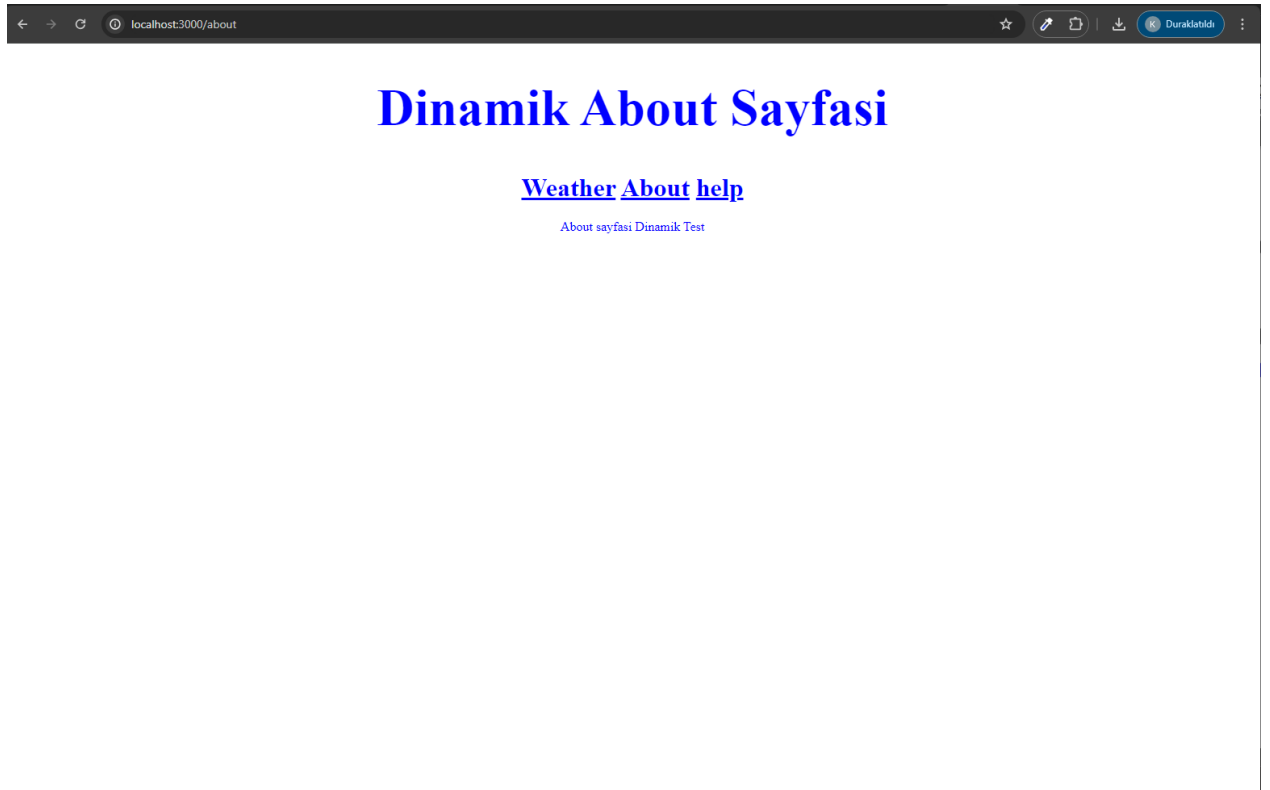 localhost:3000/about
K Duraklatıldı
Dinamik About Sayfasi
Weather About help
About sayfasi Dinamik Test